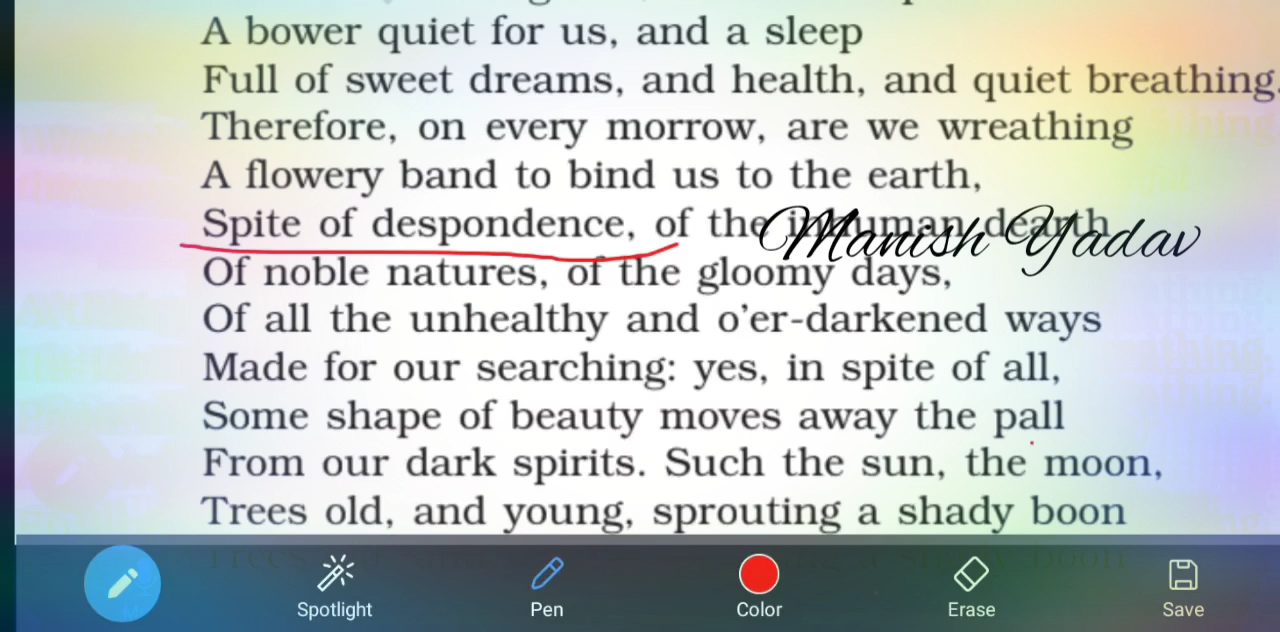 A bower quiet for us, and a sleep
Full of sweet dreams, and health, and quiet breathing.
Therefore, on every morrow, are we wreathing
A flowery band to bind us to the earth,
Spite of despondence, of the inhuman dearth
Manish Yadav
Of noble natures, of the gloomy days,
Of all the unhealthy and o'er-darkened ways
Made for our searching: yes, in spite of all,
Some shape of beauty moves away the pall
From our dark spirits. Such the sun, the moon,
Trees old, and young, sprouting a shady boon
Spotlight Pen Color Erase Save